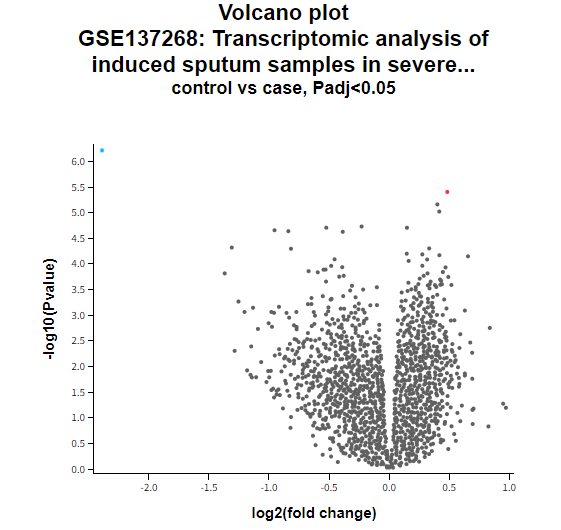 Volcano plot
GSE137268: Transcriptomic analysis of
induced sputum samples in severe...
control vs case, Padj<0.05
6.0
5.5
5.0
4.5
4.0
3.5
3.0
2.5
2.0
1.5
1.0
0.5
0.0
-log10(Pvalue)
-2.0 -1.5 -1.0 -0.5 0.0 0.5 1.0
log2(fold change)